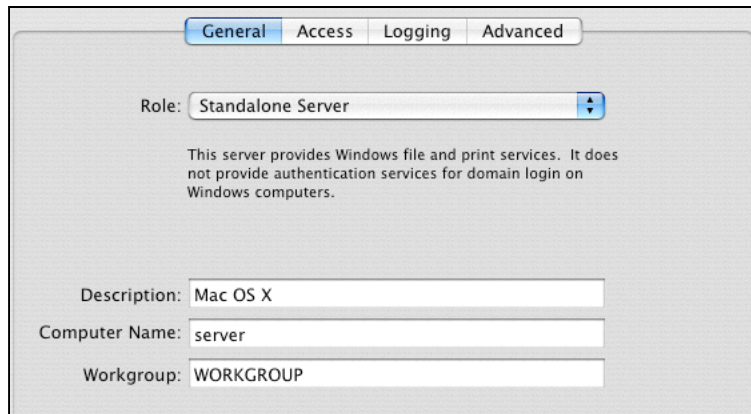 General Access Logging Advanced
Role: Standalone Server
This server provides Windows file and print services. It does
not provide authentication services for domain login on
Windows computers.
Description: Mac OS X
Computer Name: server
Workgroup: WORKGROUP